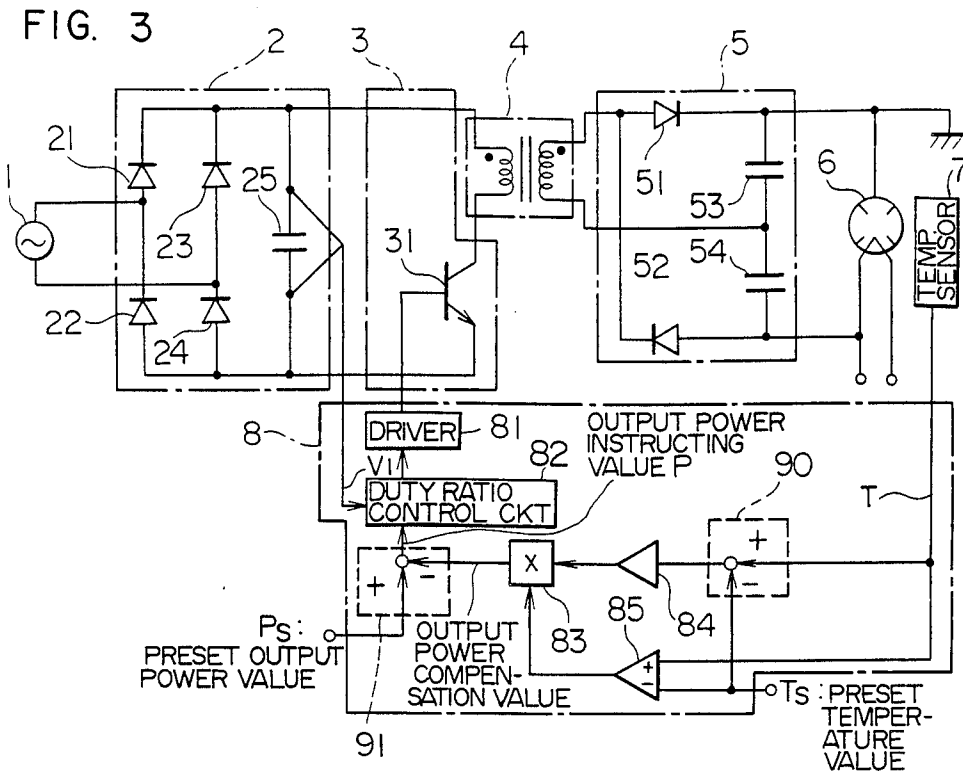 FIG. 3
2
3
4
5
1
21
23
25
22
24
31
51
53
52
54
6
7
TEMP.
SENSOR
8
DRIVER
81
OUTPUT POWER
INSTRUCTING
VALUE P
V1
82
DUTY RATIO
CONTROL CKT
90
T
+
−
X
83
84
85
+
−
+
−
PS :
PRESET OUTPUT
POWER VALUE
91
OUTPUT
POWER
COMPEN-
SATION VALUE
TS : PRESET
TEMPER-
ATURE
VALUE